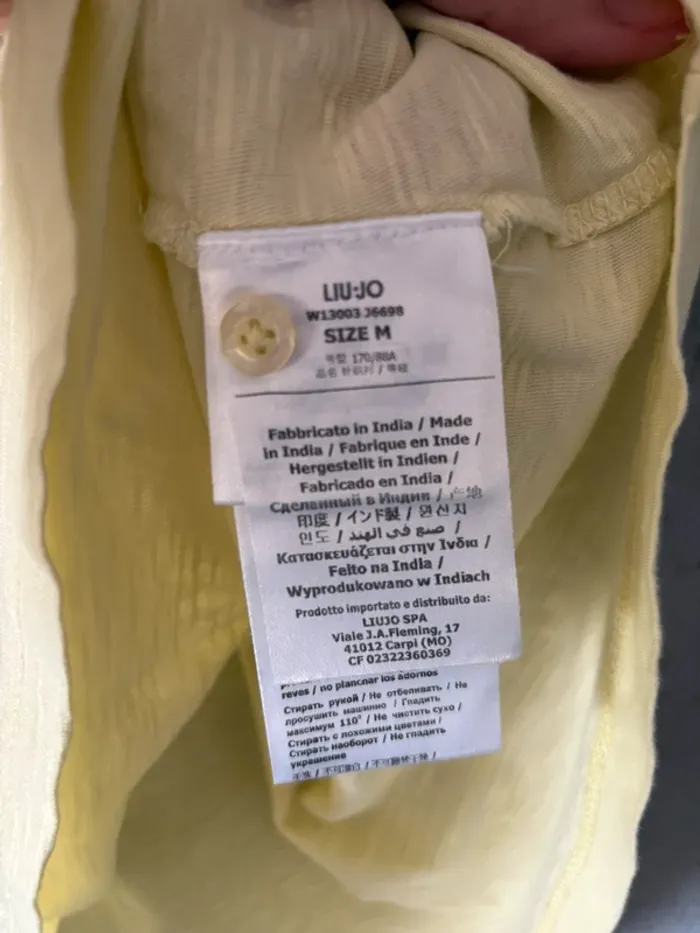 LIU·JO
W13003 J6698
SIZE M
170/88A
Fabbricato in India / Made
in India / Fabrique en Inde /
Hergestellt in Indien /
Fabricado en India /
Сделанный в Индии / 产地
印度 / インド製 / 원산지
인도 / صنع في الهند /
Κατασκευάζεται στην Ινδία /
Feito na India /
Wyprodukowano w Indiach
Prodotto importato e distribuito da:
LIUJO SPA
Viale J.A.Fleming, 17
41012 Carpi (MO)
CF 02322360369
reves / no planchar los adornos
Стирать рукой / Не отбеливать / Не
просушить машинно / Гладить
максимум 110° / Не чистить сухо /
Стирать с похожими цветами /
Стирать наоборот / Не гладить
украшение